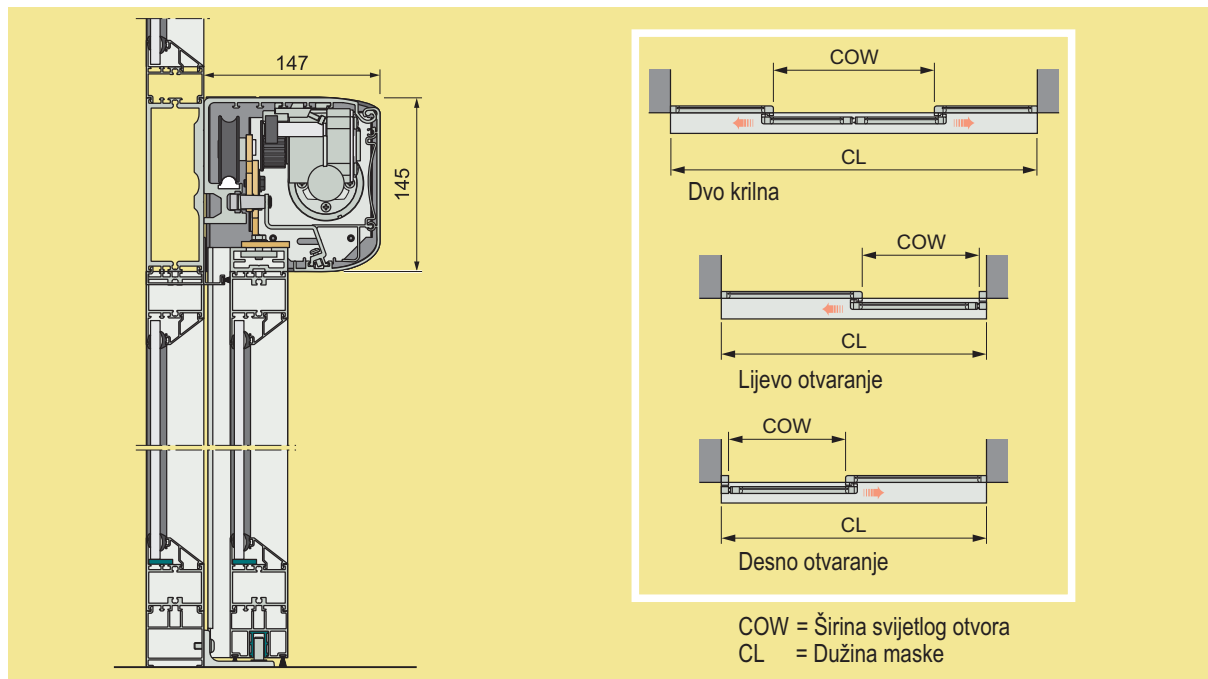 147
145
COW
CL
Dvo krilna
COW
CL
Lijevo otvaranje
COW
CL
Desno otvaranje
COW = Širina svijetlog otvora
CL = Dužina maske